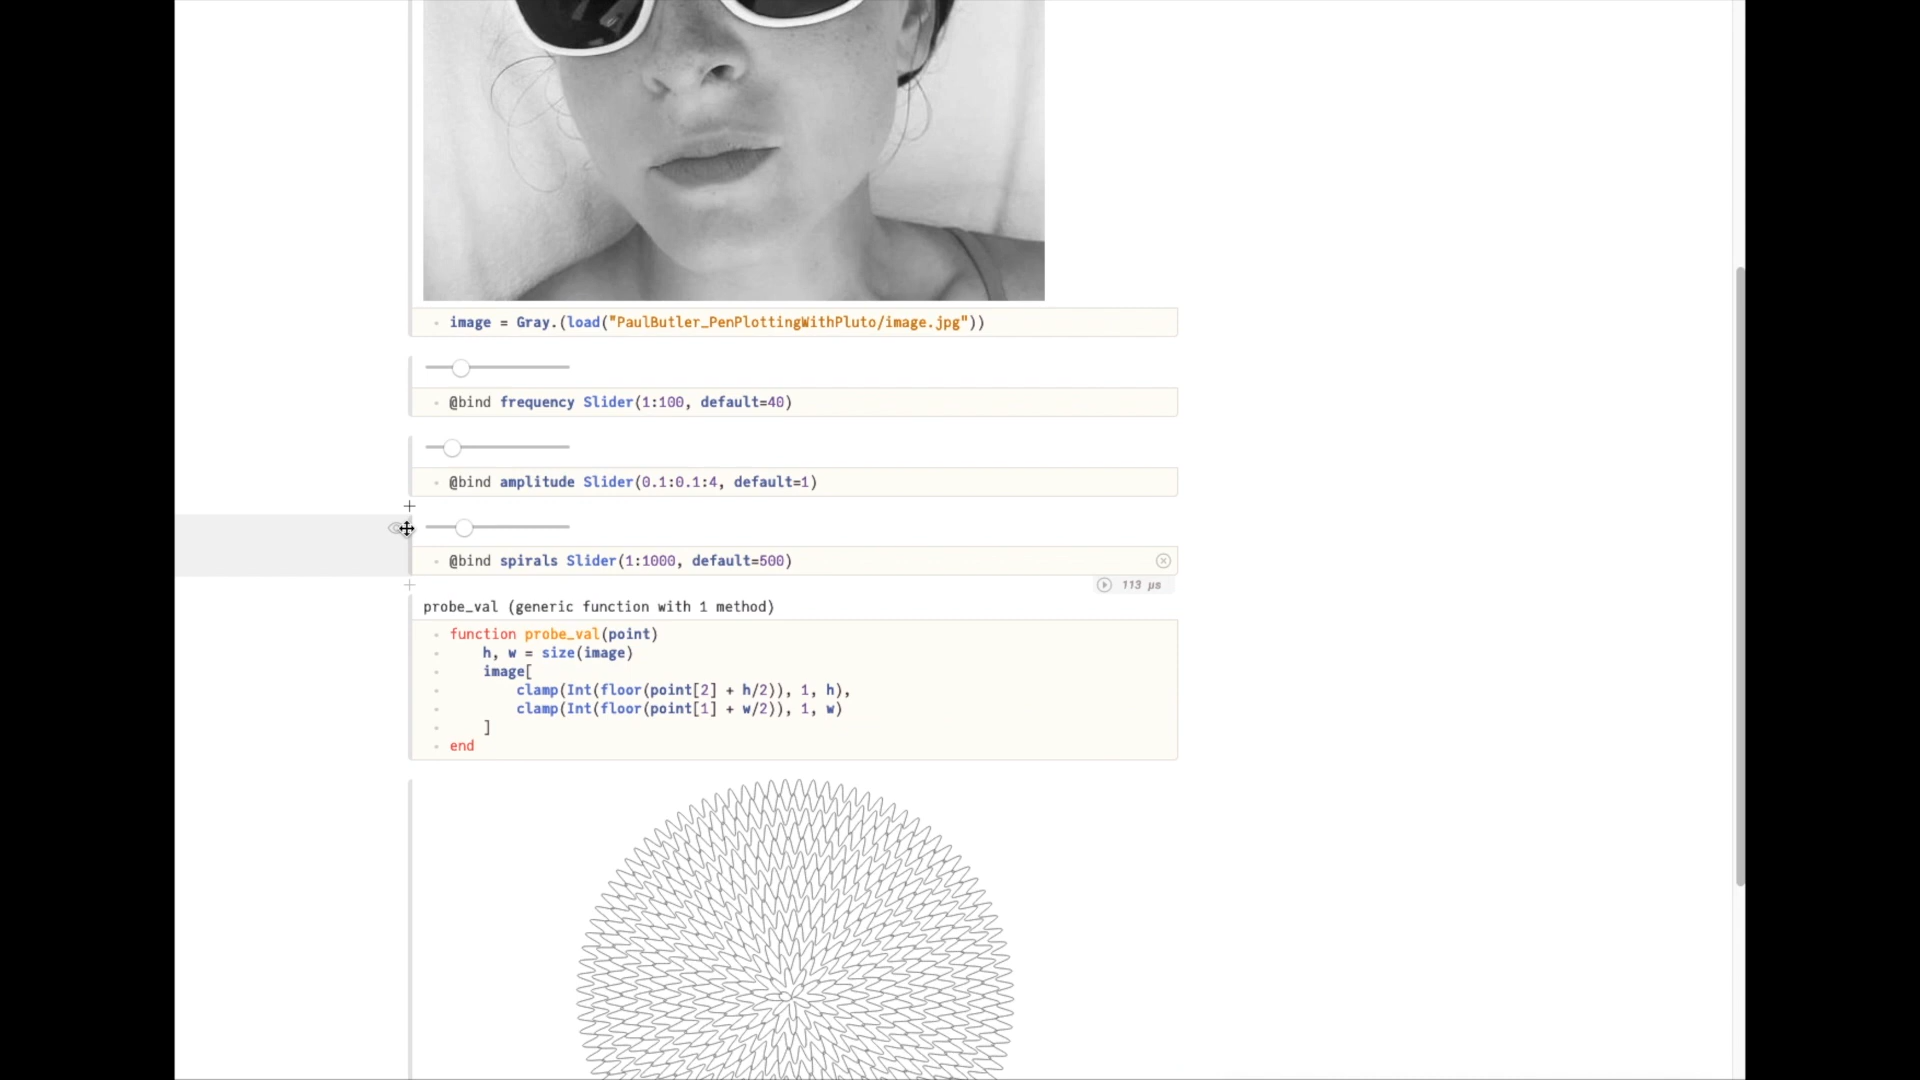 image = Gray.(load("PaulButler_PenPlottingWithPluto/image.jpg"))
@bind frequency Slider(1:100, default=40)
@bind amplitude Slider(0.1:0.1:4, default=1)
@bind spirals Slider(1:1000, default=500)
113 μs
probe_val (generic function with 1 method)
function probe_val(point)
    h, w = size(image)
    image[
        clamp(Int(floor(point[2] + h/2)), 1, h),
        clamp(Int(floor(point[1] + w/2)), 1, w)
    ]
end